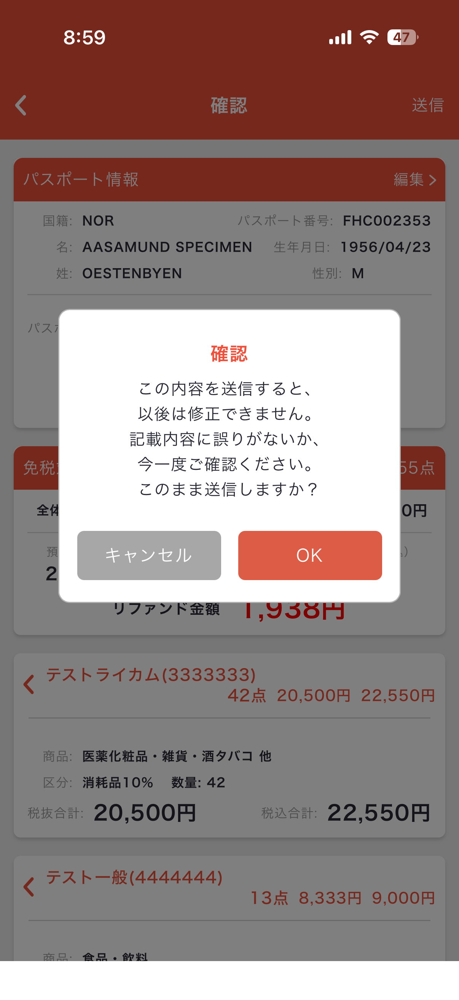 8:59
47
確認
送信
パスポート情報
編集
国籍: NOR パスポート番号: FHC002353
名: AASAMUND SPECIMEN 生年月日: 1956/04/23
姓: OESTENBYEN 性別: M
確認
この内容を送信すると、
以後は修正できません。
記載内容に誤りがないか、
今一度ご確認ください。
このまま送信しますか？
キャンセル
OK
免税
55点
全体
0円
預
2
リファンド金額 1,938円
テストライカム(3333333)
42点 20,500円 22,550円
商品: 医薬化粧品・雑貨・酒タバコ 他
区分: 消耗品10% 数量: 42
税抜合計: 20,500円 税込合計: 22,550円
テスト一般(4444444)
13点 8,333円 9,000円
商品: 食品・飲料